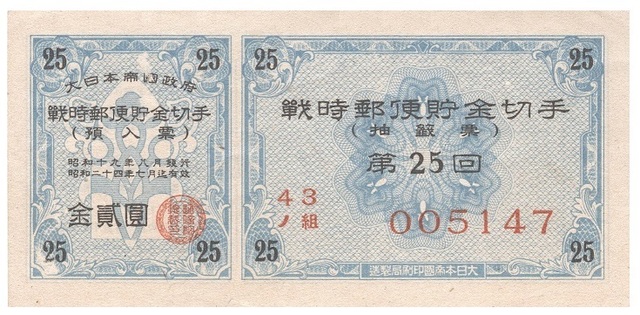 25 25
大日本帝國政府
戰時郵便貯金切手
(預入票)
昭和十九年八月發行
昭和二十四年七月迄有效
金貳圓
25 25
25 25
戰時郵便貯金切手
(抽籤票)
第25回
43
ノ組
005147
25 25
大日本帝國印刷局製造